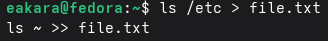 eakara@fedora:~$ ls /etc > file.txt
ls ~ >> file.txt